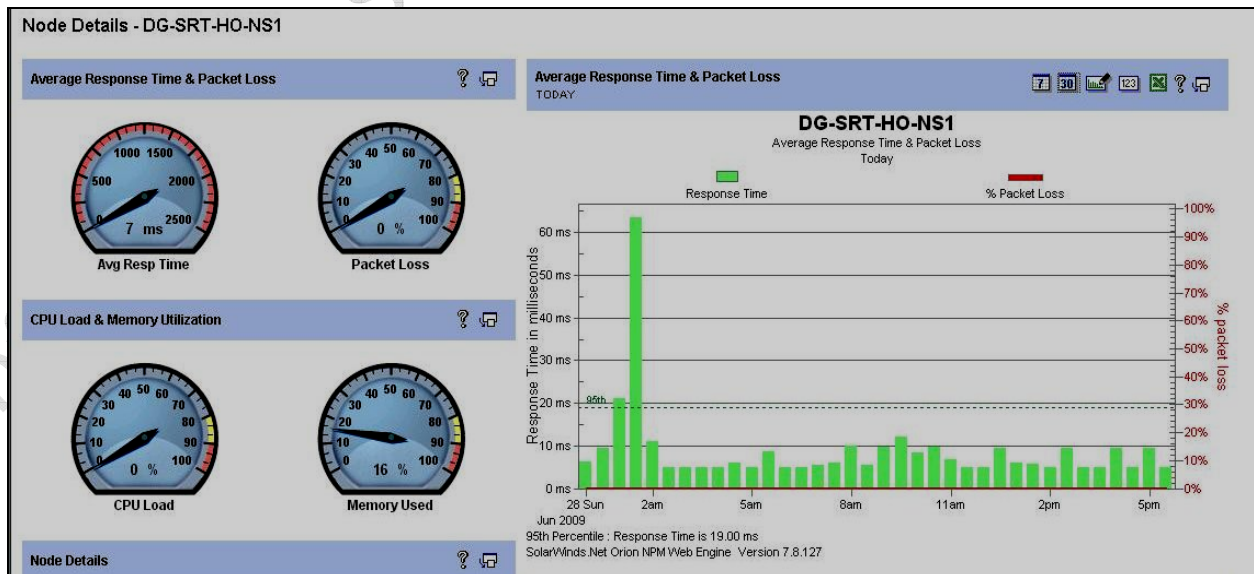 Node Details - DG-SRT-HO-NS1
Average Response Time & Packet Loss
?
500 1000 1500 2000 2500
0
7 ms
Avg Resp Time
10 20 30 40 50 60 70 80 90 100
0 %
Packet Loss
CPU Load & Memory Utilization
?
10 20 30 40 50 60 70 80 90 100
0 %
CPU Load
10 20 30 40 50 60 70 80 90 100
16 %
Memory Used
Node Details
?
Average Response Time & Packet Loss
TODAY
7 30 123 ?
DG-SRT-HO-NS1
Average Response Time & Packet Loss
Today
Response Time
% Packet Loss
Response Time in milliseconds
60 ms
50 ms
40 ms
30 ms
20 ms
10 ms
0 ms
95th
100%
90%
80%
70%
60%
50%
40%
30%
20%
10%
0%
% packet loss
28 Sun 2am 5am 8am 11am 2pm 5pm
Jun 2009
95th Percentile : Response Time is 19.00 ms
SolarWinds.Net Orion NPM Web Engine Version 7.8.127